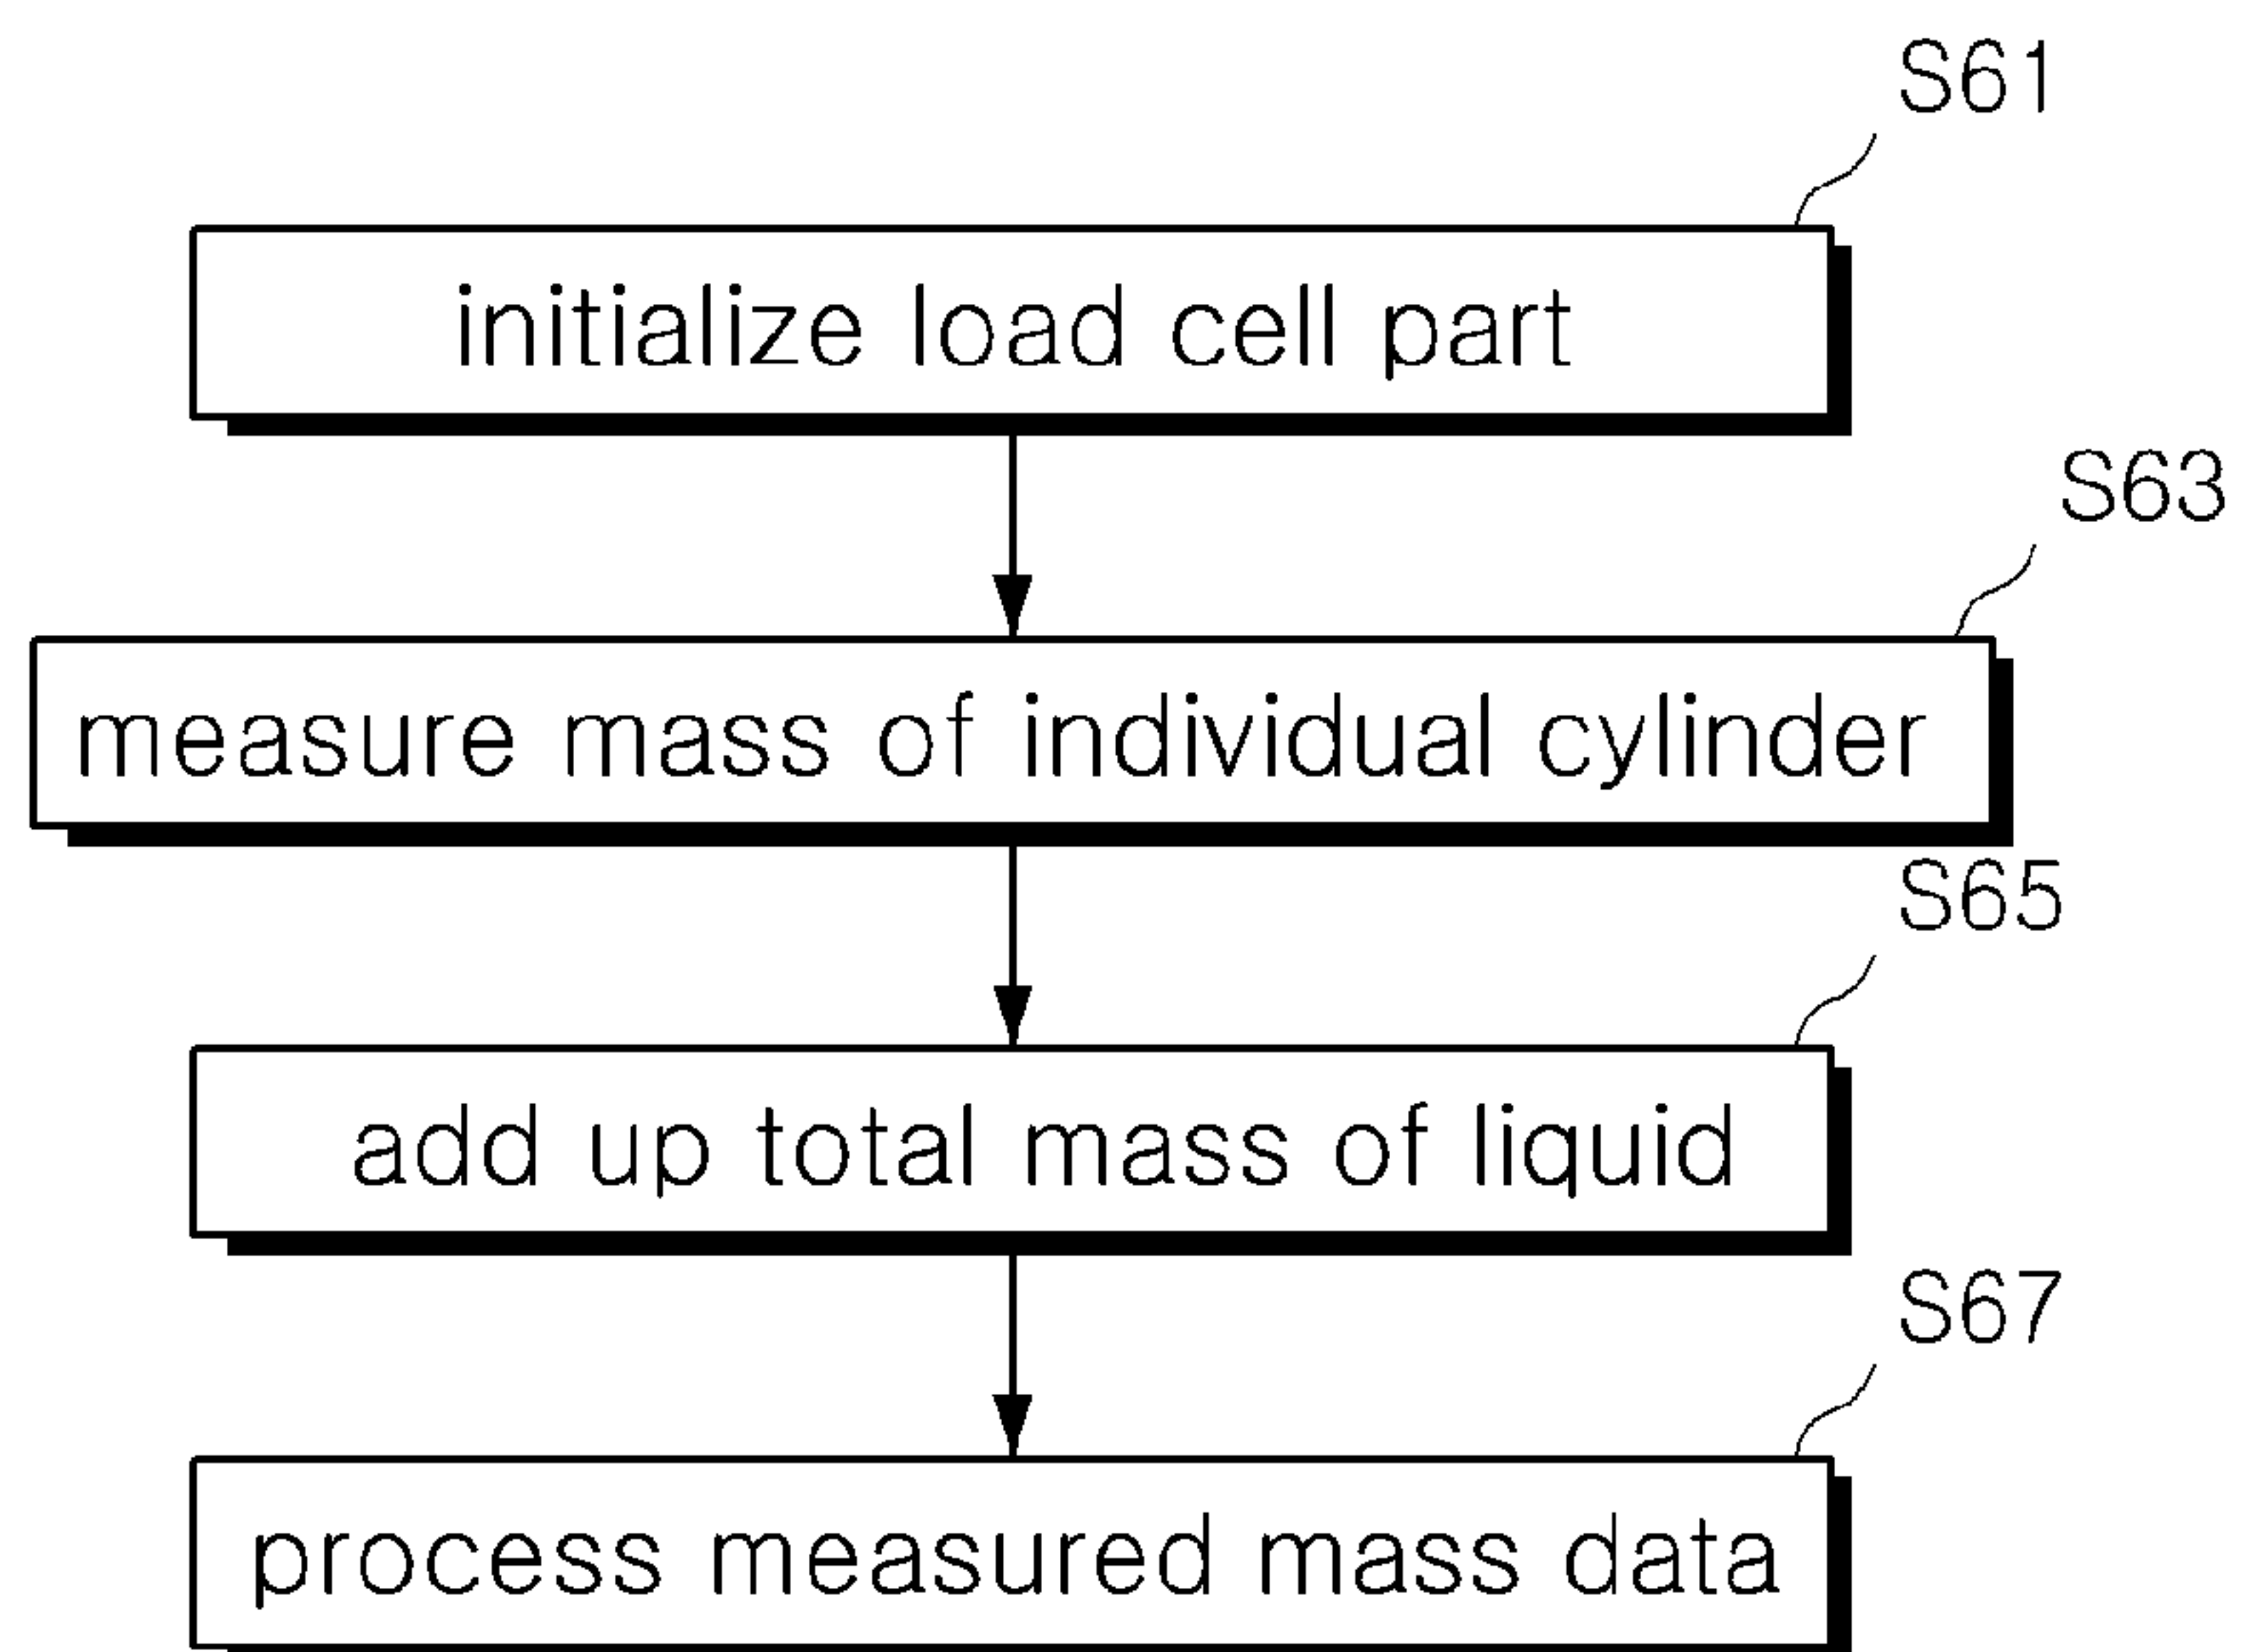 S61
initialize load cell part
S63
measure mass of individual cylinder
S65
add up total mass of liquid
S67
process measured mass data